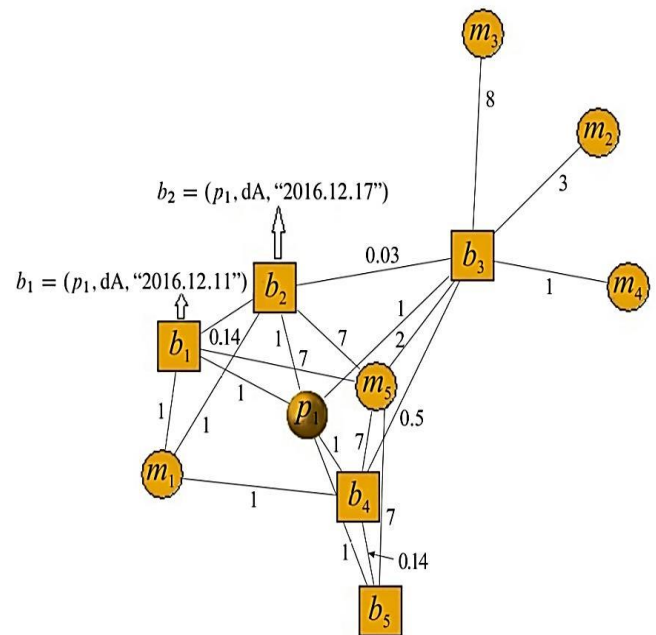 m₃
8
m₂
3
b₂ = (p₁, dA, “2016.12.17”)
0.03
b₃
b₁ = (p₁, dA, “2016.12.11”)
b₂
1
m₄
1
0.14
1
7
7
2
b₁
m₅
1
p₁
0.5
1
1
1
7
m₁
b₄
1
7
1
0.14
b₅